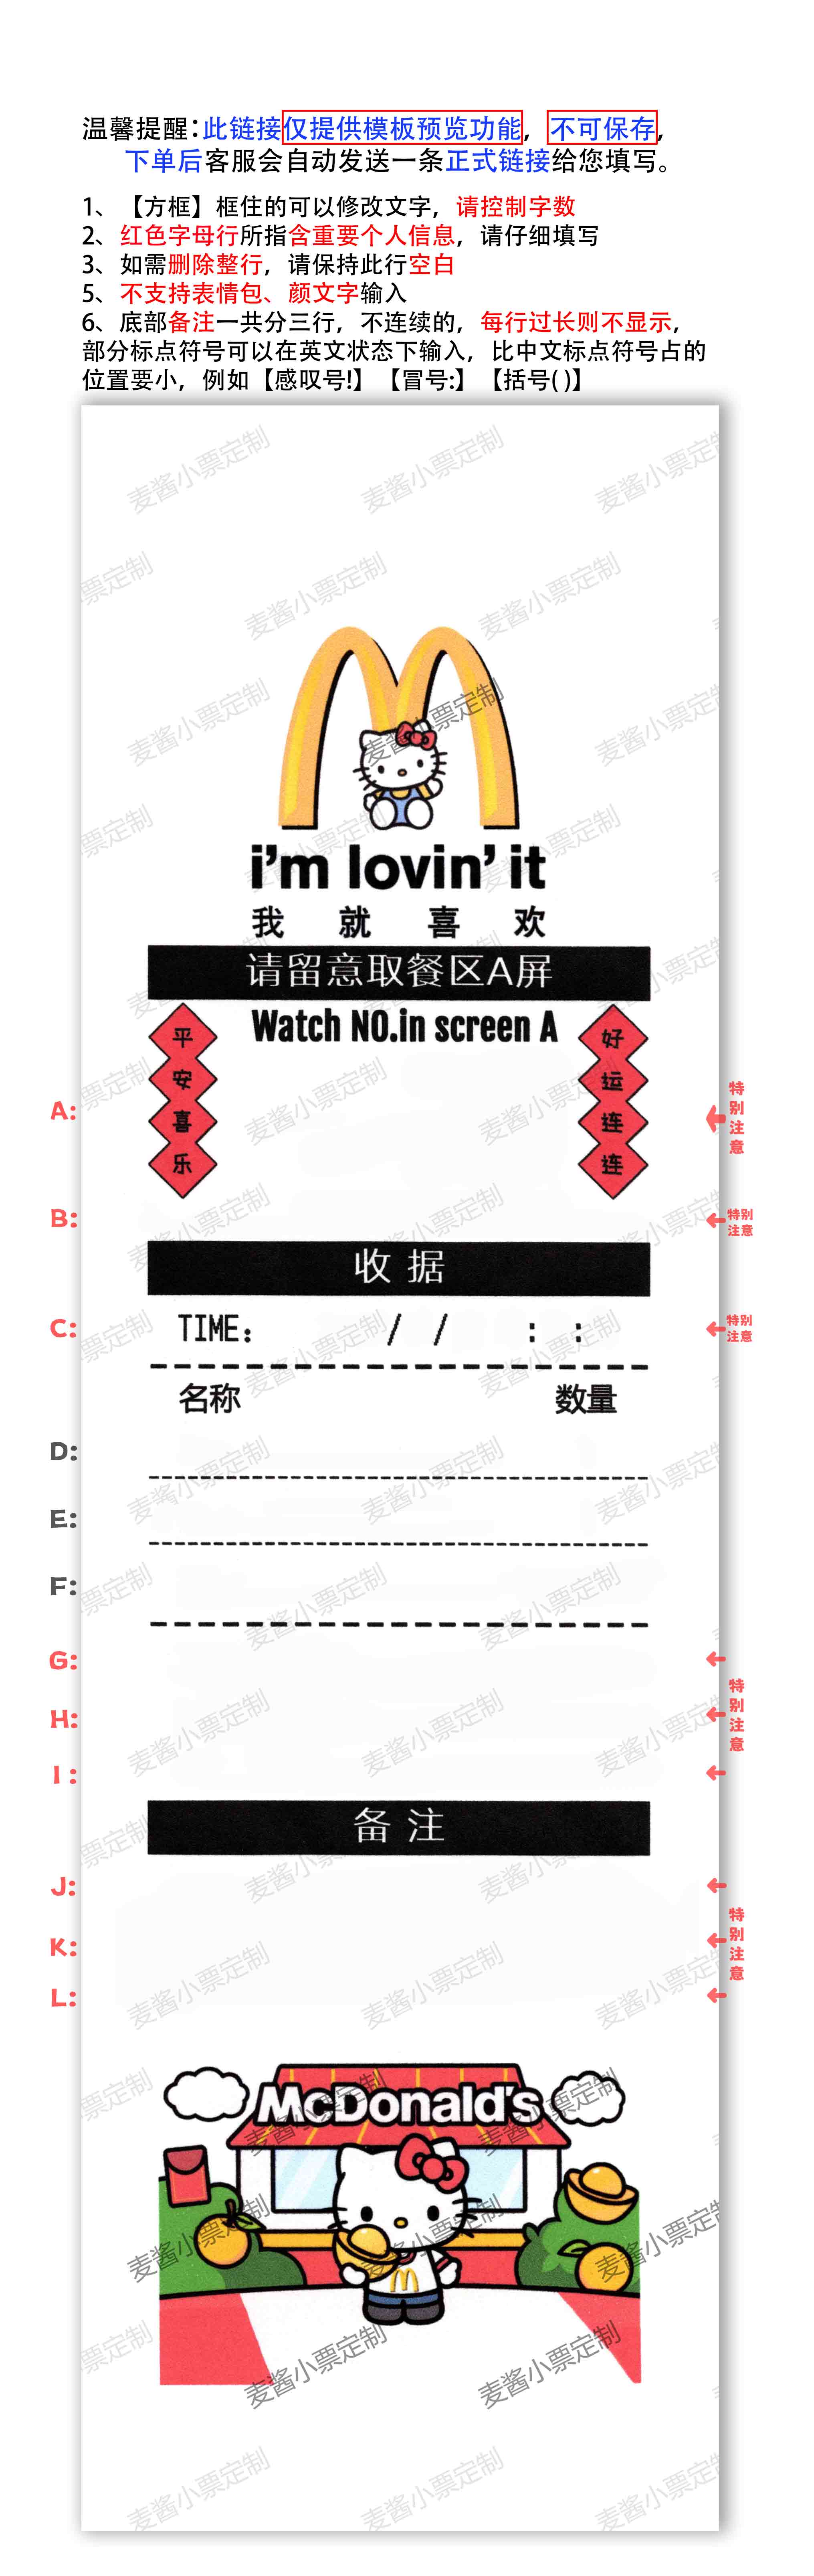 温馨提醒:此链接仅提供模板预览功能，不可保存，
下单后客服会自动发送一条正式链接给您填写。
1、【方框】框住的可以修改文字，请控制字数
2、红色字母行所指含重要个人信息，请仔细填写
3、如需删除整行，请保持此行空白
5、不支持表情包、颜文字输入
6、底部备注一共分三行，不连续的，每行过长则不显示，
部分标点符号可以在英文状态下输入，比中文标点符号占的
位置要小，例如【感叹号!】【冒号:】【括号( )】
麦酱小票定制
i'm lovin' it
我就喜欢
请留意取餐区A屏
Watch NO.in screen A
平安喜乐
好运连连
A:
特别注意
B:
特别注意
收据
C:
TIME: / / : :
特别注意
名称 数量
D:
E:
F:
G:
H:
特别注意
I:
备注
J:
K:
特别注意
L:
McDonald's